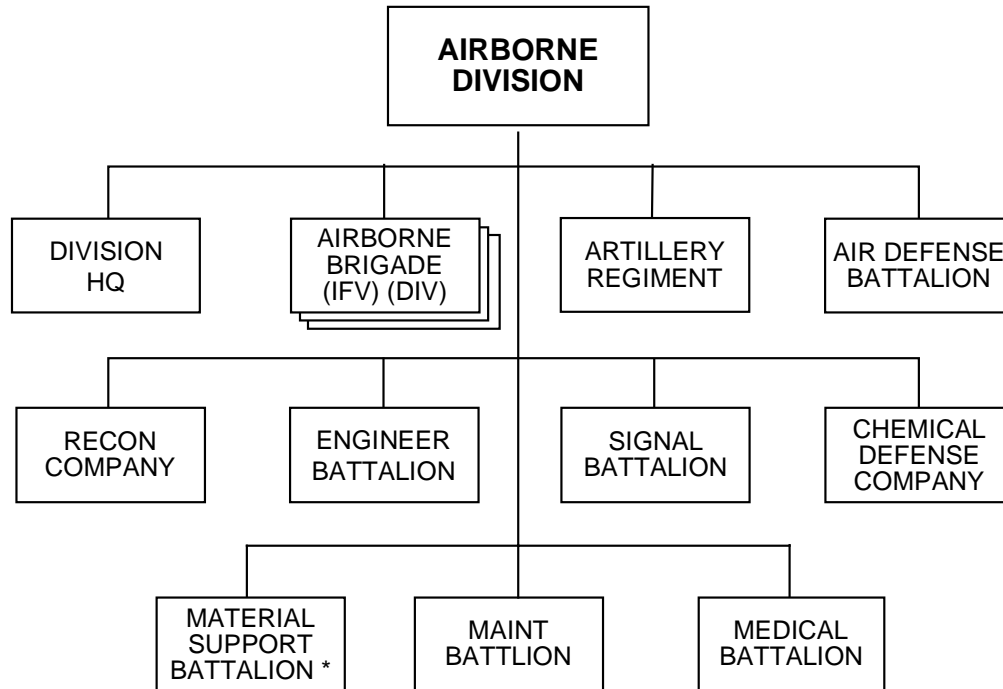 AIRBORNE
DIVISION
DIVISION
HQ
AIRBORNE
BRIGADE
(IFV) (DIV)
ARTILLERY
REGIMENT
AIR DEFENSE
BATTALION
RECON
COMPANY
ENGINEER
BATTALION
SIGNAL
BATTALION
CHEMICAL
DEFENSE
COMPANY
MATERIAL
SUPPORT
BATTALION *
MAINT
BATTLION
MEDICAL
BATTALION